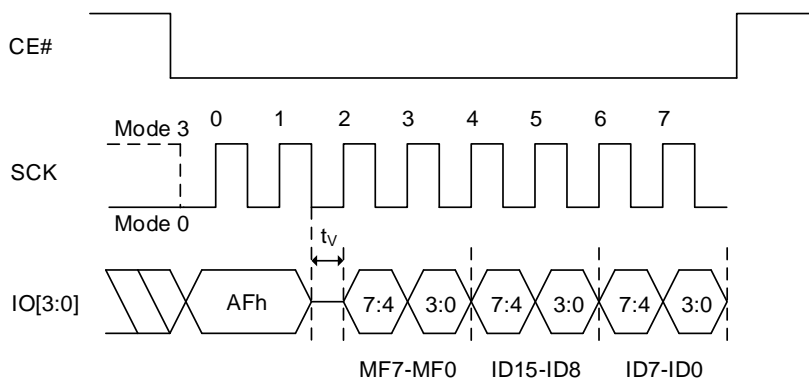 CE#
Mode 3
0 1 2 3 4 5 6 7
SCK
Mode 0
tV
IO[3:0]
AFh
7:4 3:0 7:4 3:0 7:4 3:0
MF7-MF0 ID15-ID8 ID7-ID0